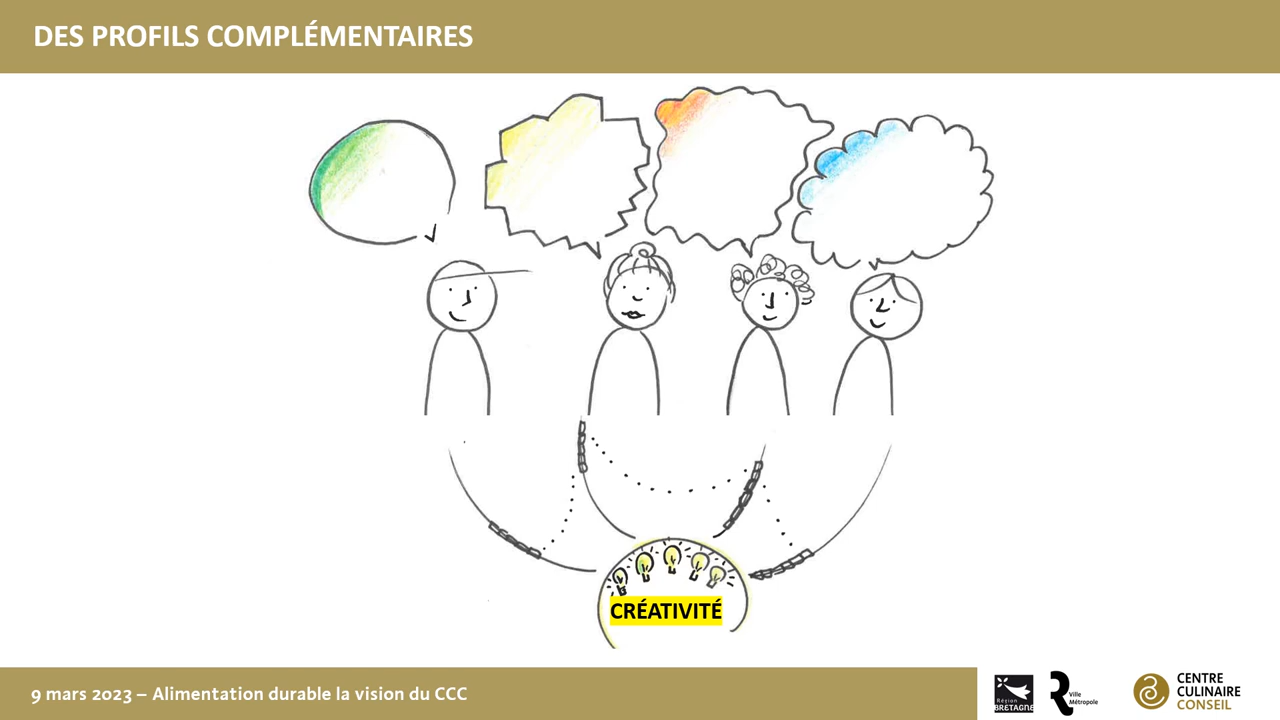 DES PROFILS COMPLÉMENTAIRES
CRÉATIVITÉ
9 mars 2023 – Alimentation durable la vision du CCC
Région
BRETAGNE
Ville
Métropole
CENTRE
CULINAIRE
CONSEIL